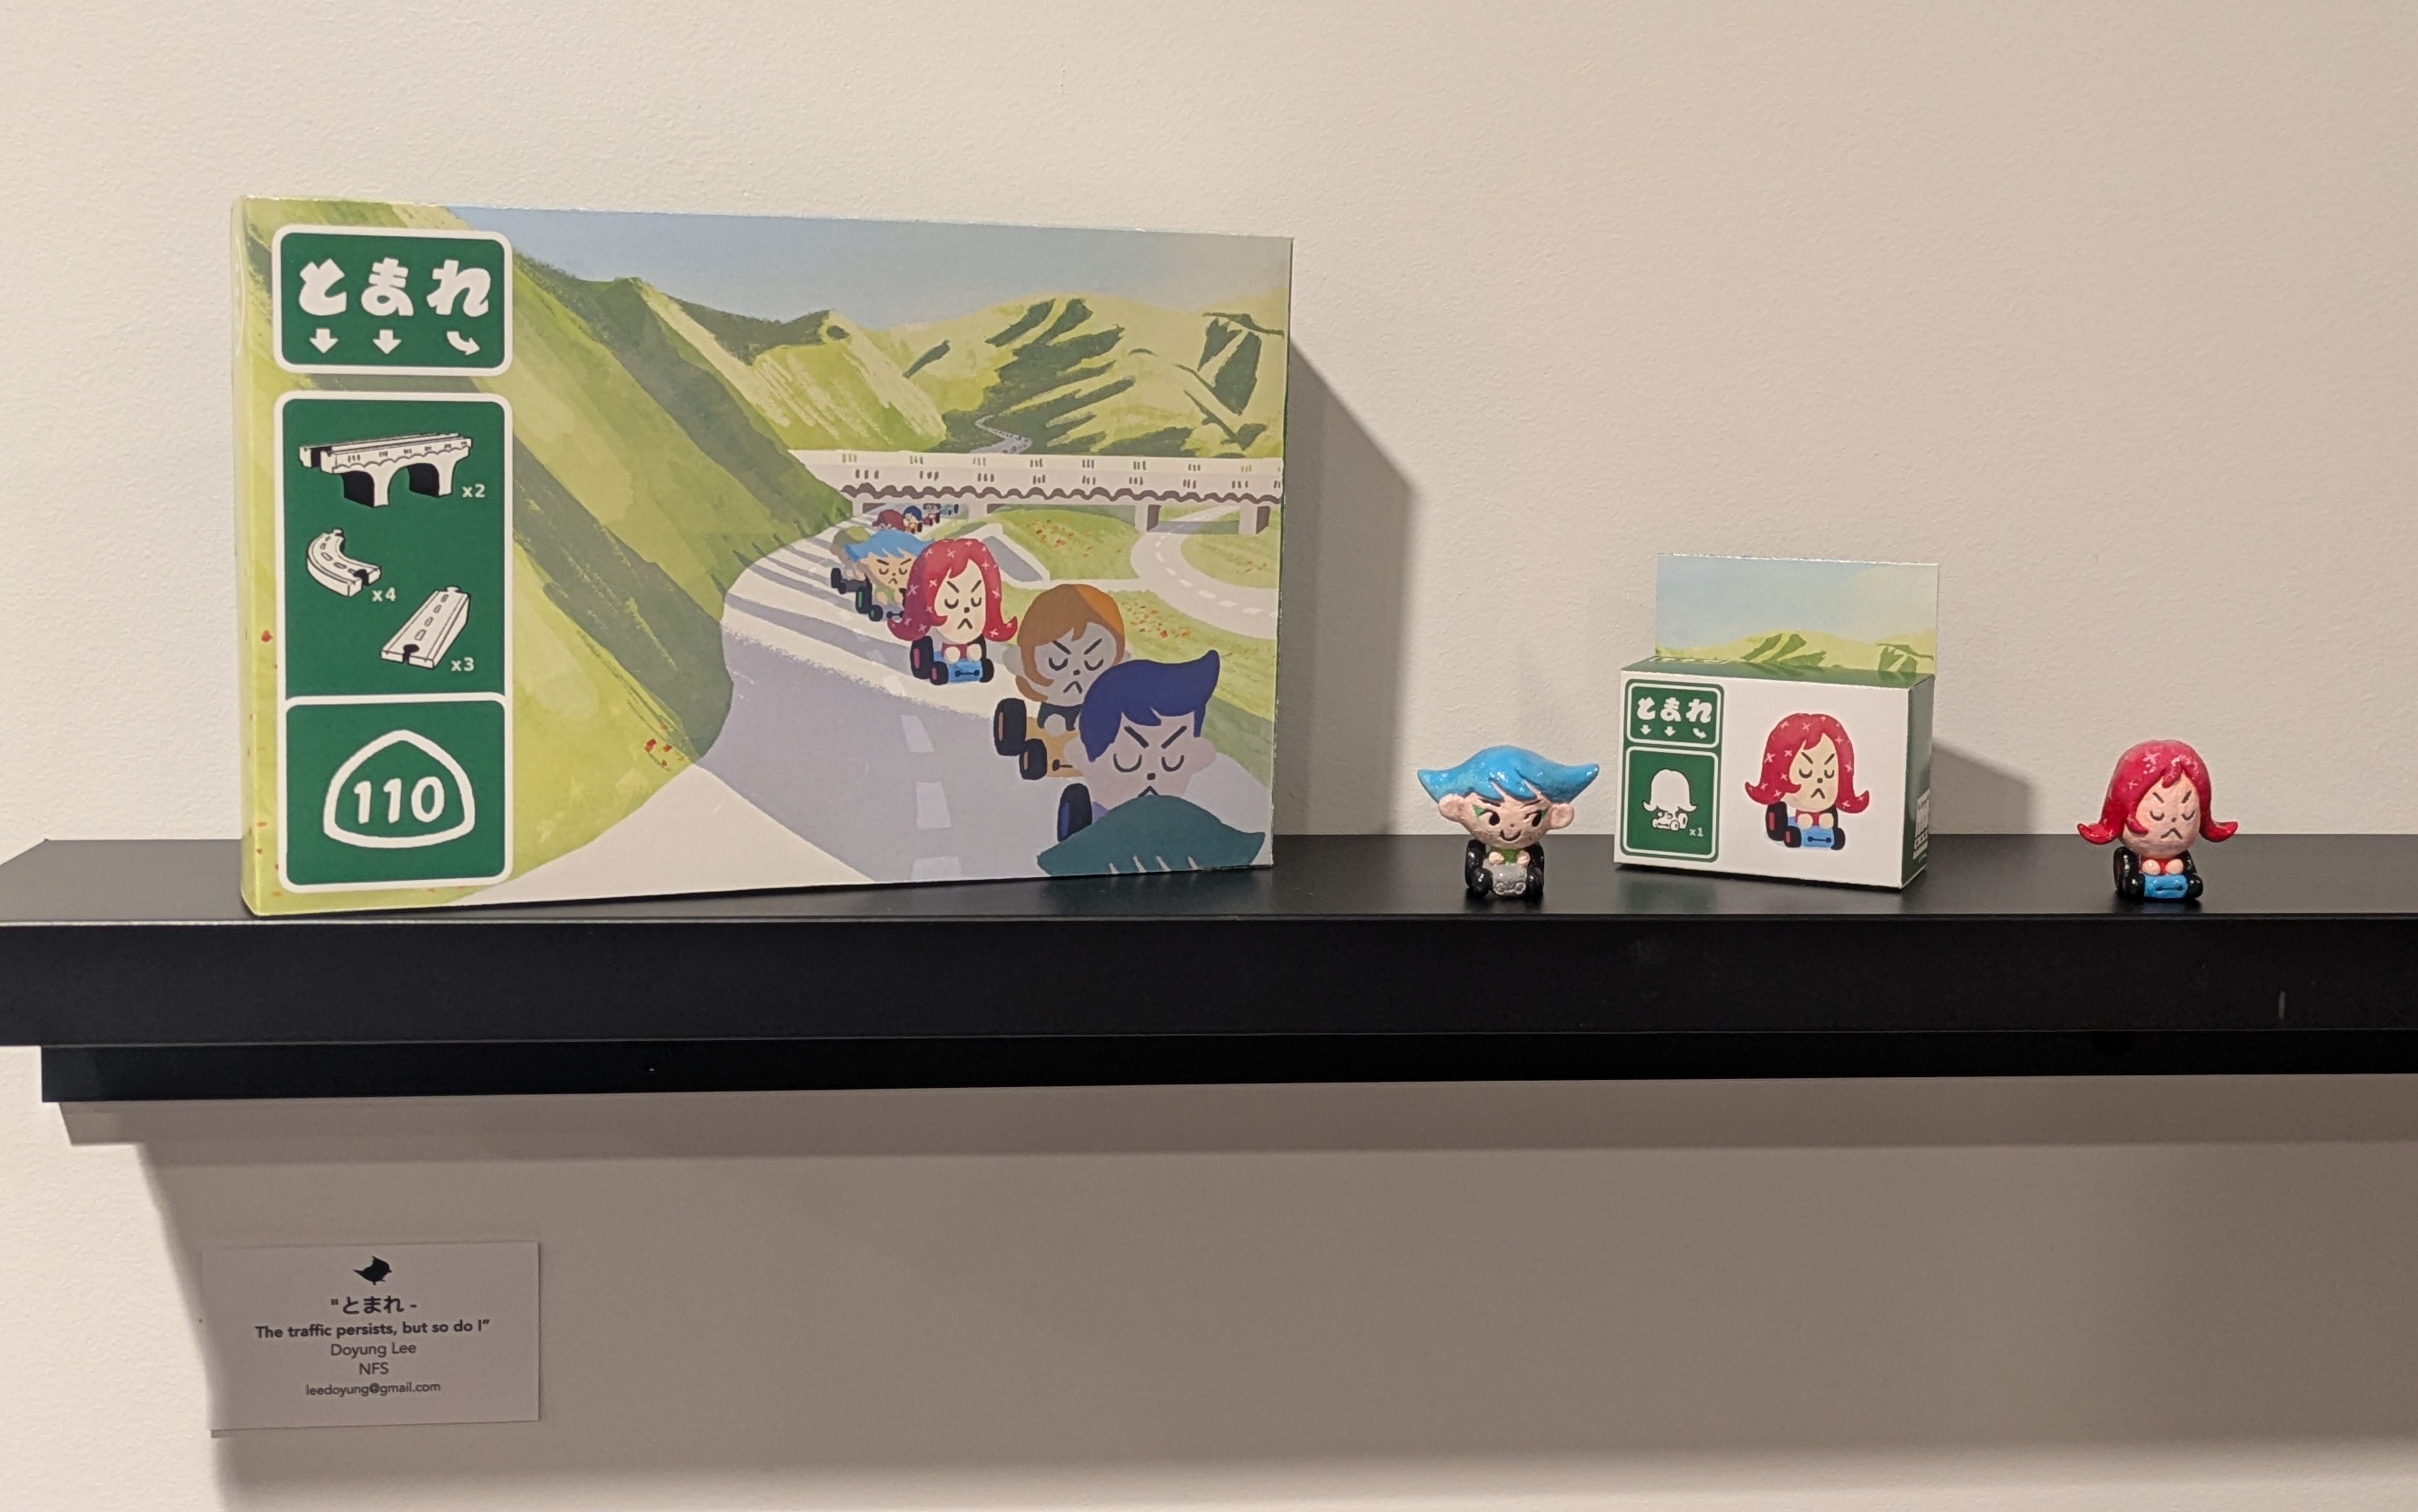 とまれ
x2
x4
x3
110
とまれ
x1
"とまれ -
The traffic persists, but so do I"
Doyung Lee
NFS
leedoyung@gmail.com